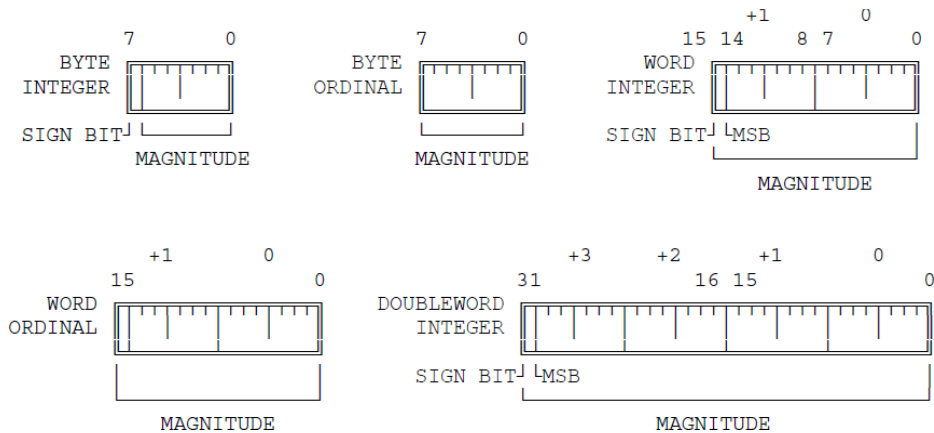 7 0
BYTE
INTEGER
SIGN BIT
MAGNITUDE
7 0
BYTE
ORDINAL
MAGNITUDE
+1 0
15 14 8 7 0
WORD
INTEGER
SIGN BIT MSB
MAGNITUDE
+1 0
15 0
WORD
ORDINAL
MAGNITUDE
+3 +2 +1 0
31 16 15 0
DOUBLEWORD
INTEGER
SIGN BIT MSB
MAGNITUDE